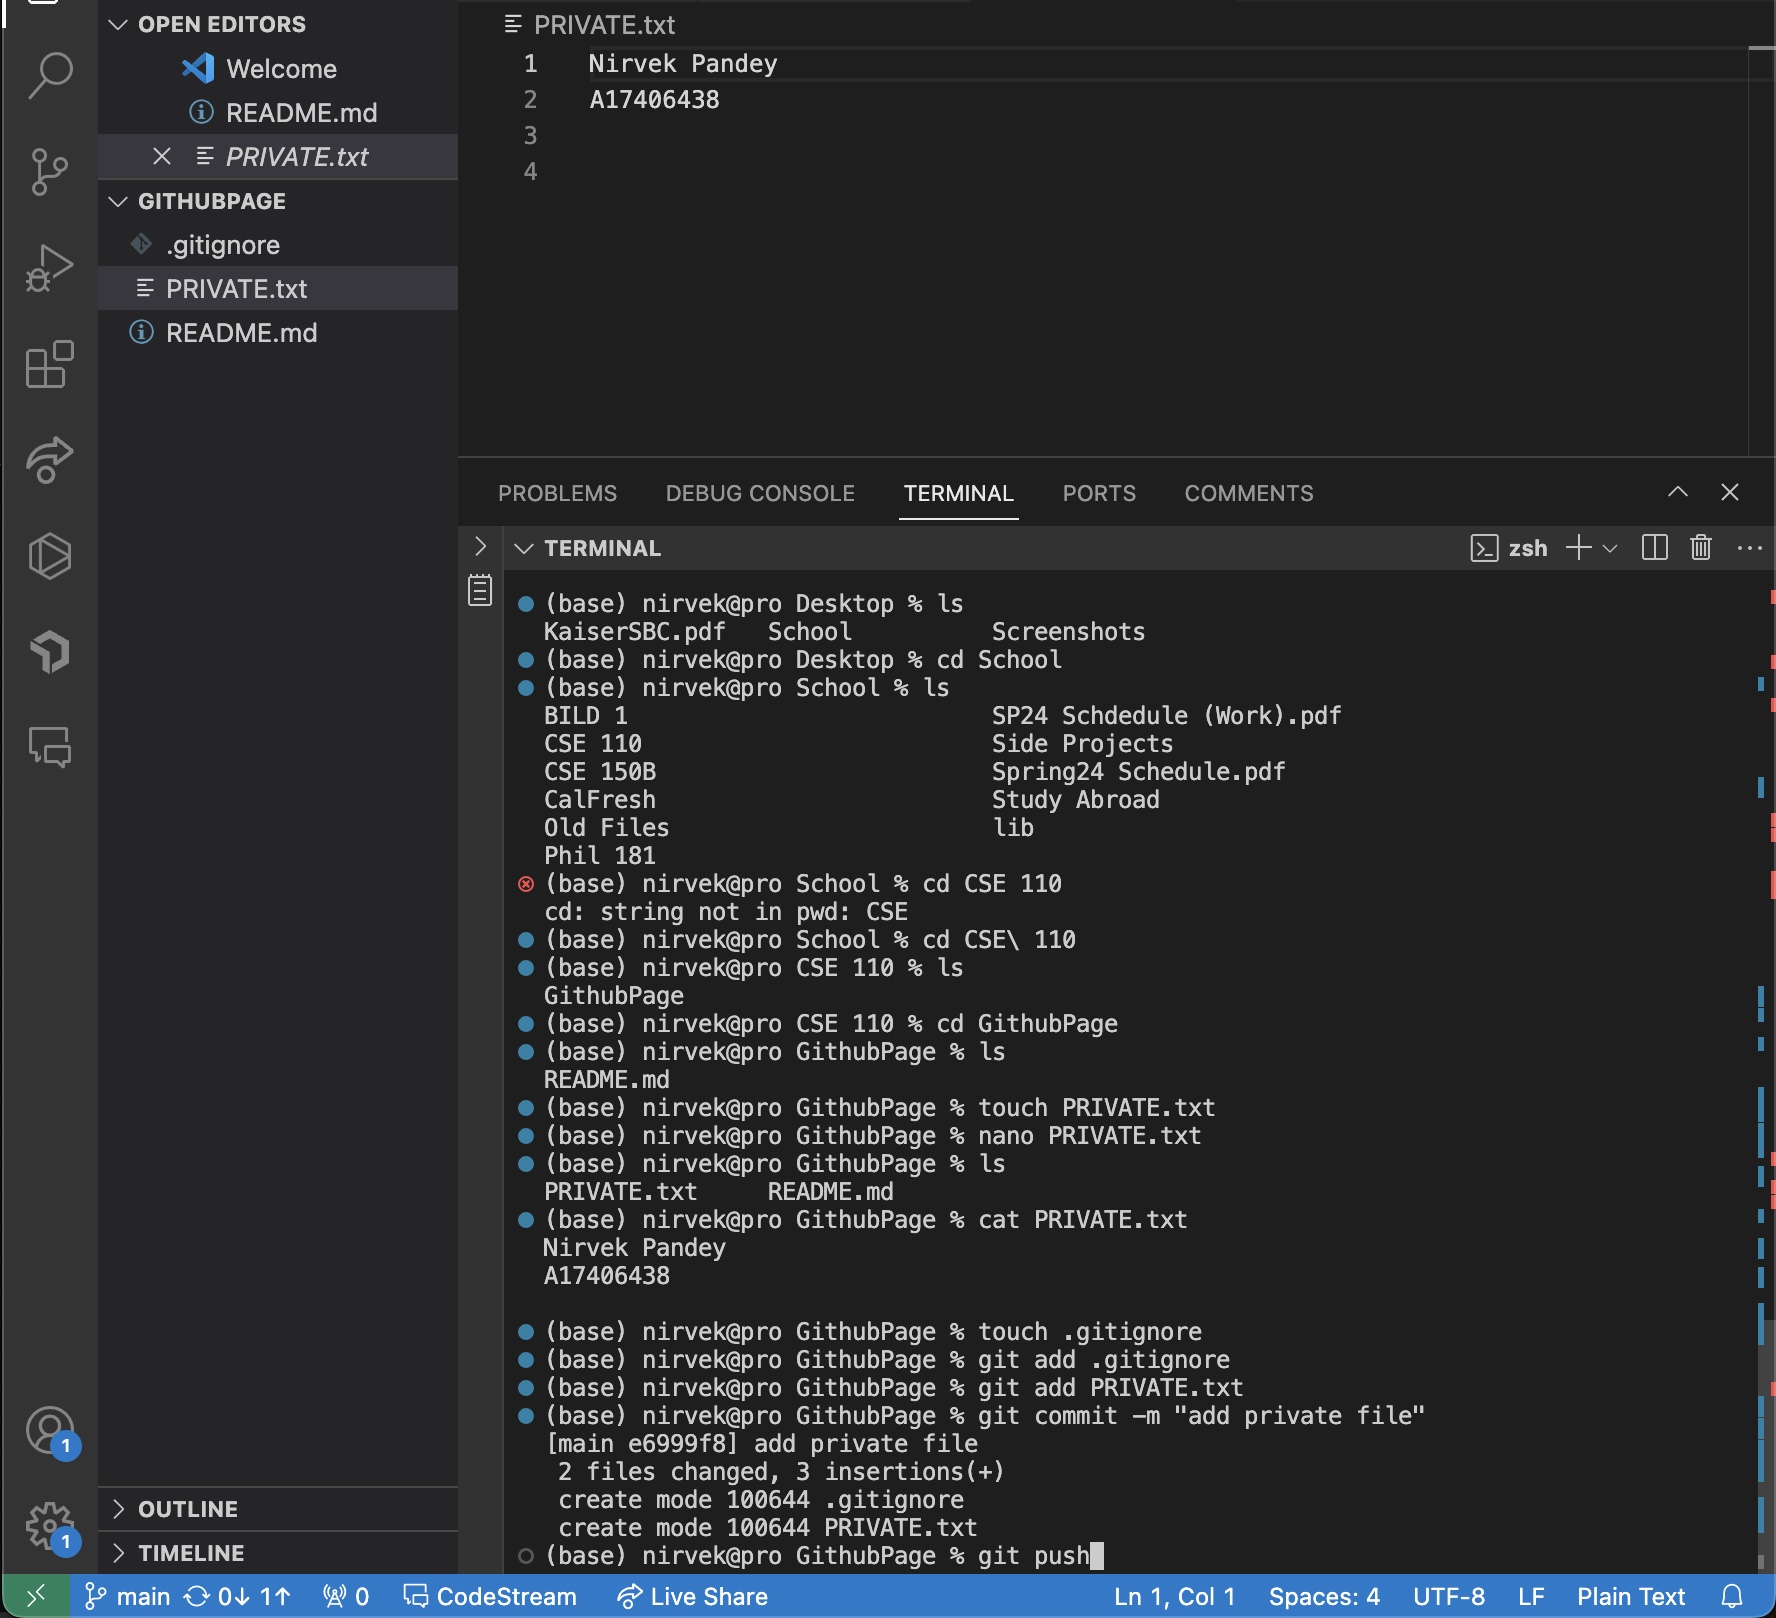 OPEN EDITORS
Welcome
README.md
PRIVATE.txt
GITHUBPAGE
.gitignore
PRIVATE.txt
README.md
OUTLINE
TIMELINE
1
1
PRIVATE.txt
1 Nirvek Pandey
2 A17406438
3
4
PROBLEMS DEBUG CONSOLE TERMINAL PORTS COMMENTS
TERMINAL zsh
(base) nirvek@pro Desktop % ls
KaiserSBC.pdf School Screenshots
(base) nirvek@pro Desktop % cd School
(base) nirvek@pro School % ls
BILD 1 SP24 Schdedule (Work).pdf
CSE 110 Side Projects
CSE 150B Spring24 Schedule.pdf
CalFresh Study Abroad
Old Files lib
Phil 181
(base) nirvek@pro School % cd CSE 110
cd: string not in pwd: CSE
(base) nirvek@pro School % cd CSE\ 110
(base) nirvek@pro CSE 110 % ls
GithubPage
(base) nirvek@pro CSE 110 % cd GithubPage
(base) nirvek@pro GithubPage % ls
README.md
(base) nirvek@pro GithubPage % touch PRIVATE.txt
(base) nirvek@pro GithubPage % nano PRIVATE.txt
(base) nirvek@pro GithubPage % ls
PRIVATE.txt README.md
(base) nirvek@pro GithubPage % cat PRIVATE.txt
Nirvek Pandey
A17406438
(base) nirvek@pro GithubPage % touch .gitignore
(base) nirvek@pro GithubPage % git add .gitignore
(base) nirvek@pro GithubPage % git add PRIVATE.txt
(base) nirvek@pro GithubPage % git commit -m "add private file"
[main e6999f8] add private file
2 files changed, 3 insertions(+)
create mode 100644 .gitignore
create mode 100644 PRIVATE.txt
(base) nirvek@pro GithubPage % git push
main 0↓ 1↑ 0 CodeStream Live Share Ln 1, Col 1 Spaces: 4 UTF-8 LF Plain Text